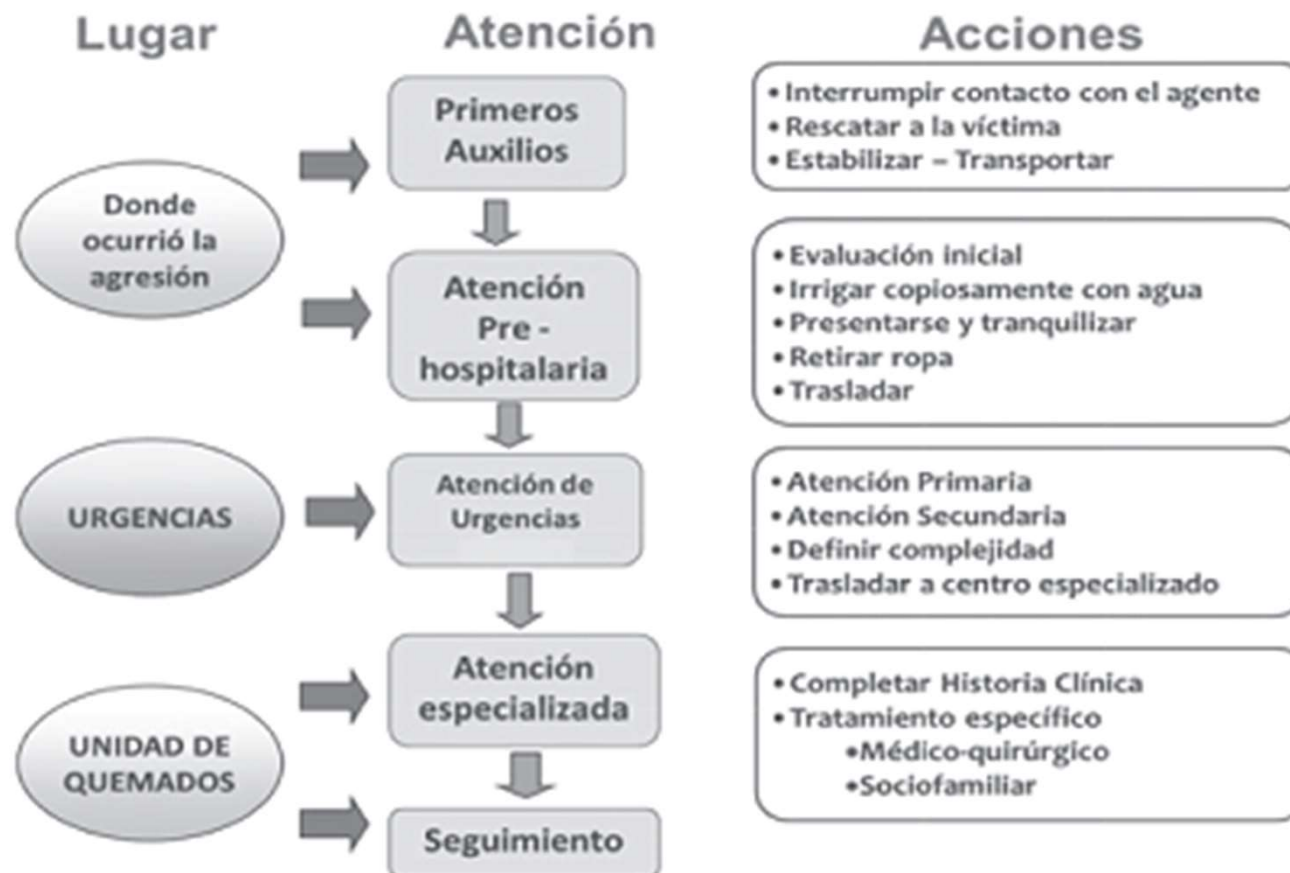 Lugar
Atención
Acciones
Donde
ocurrió la
agresión
Primeros
Auxilios
• Interrumpir contacto con el agente
• Rescatar a la víctima
• Estabilizar – Transportar
Atención
Pre -
hospitalaria
• Evaluación inicial
• Irrigar copiosamente con agua
• Presentarse y tranquilizar
• Retirar ropa
• Trasladar
URGENCIAS
Atención de
Urgencias
• Atención Primaria
• Atención Secundaria
• Definir complejidad
• Trasladar a centro especializado
UNIDAD DE
QUEMADOS
Atención
especializada
• Completar Historia Clínica
• Tratamiento específico
• Médico-quirúrgico
• Sociofamiliar
Seguimiento